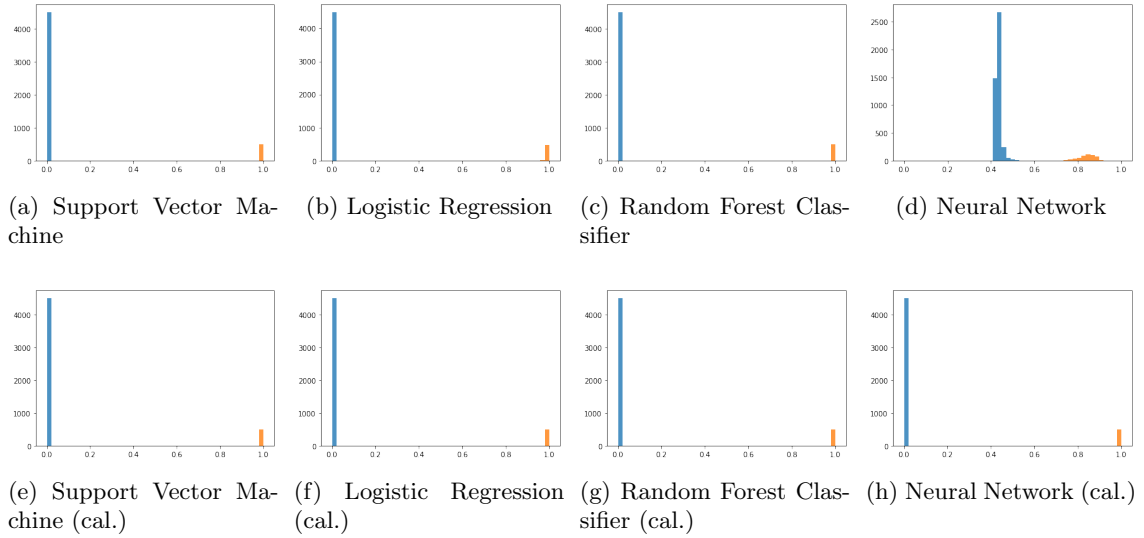 4000
3000
2000
1000
0
0.0 0.2 0.4 0.6 0.8 1.0
(a) Support Vector Ma-
chine
4000
3000
2000
1000
0
0.0 0.2 0.4 0.6 0.8 1.0
(b) Logistic Regression
4000
3000
2000
1000
0
0.0 0.2 0.4 0.6 0.8 1.0
(c) Random Forest Clas-
sifier
2500
2000
1500
1000
500
0
0.0 0.2 0.4 0.6 0.8 1.0
(d) Neural Network
4000
3000
2000
1000
0
0.0 0.2 0.4 0.6 0.8 1.0
(e) Support Vector Ma-
chine (cal.)
4000
3000
2000
1000
0
0.0 0.2 0.4 0.6 0.8 1.0
(f) Logistic Regression
(cal.)
4000
3000
2000
1000
0
0.0 0.2 0.4 0.6 0.8 1.0
(g) Random Forest Clas-
sifier (cal.)
4000
3000
2000
1000
0
0.0 0.2 0.4 0.6 0.8 1.0
(h) Neural Network (cal.)